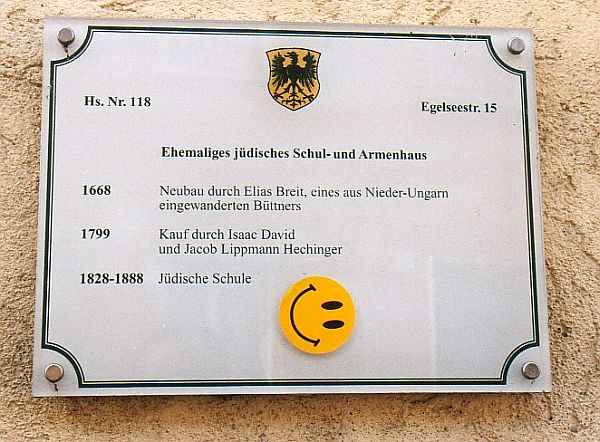 Hs. Nr. 118
Egelseestr. 15
Ehemaliges jüdisches Schul- und Armenhaus
1668 Neubau durch Elias Breit, eines aus Nieder-Ungarn
eingewanderten Büttners
1799 Kauf durch Isaac David
und Jacob Lippmann Hechinger
1828-1888 Jüdische Schule